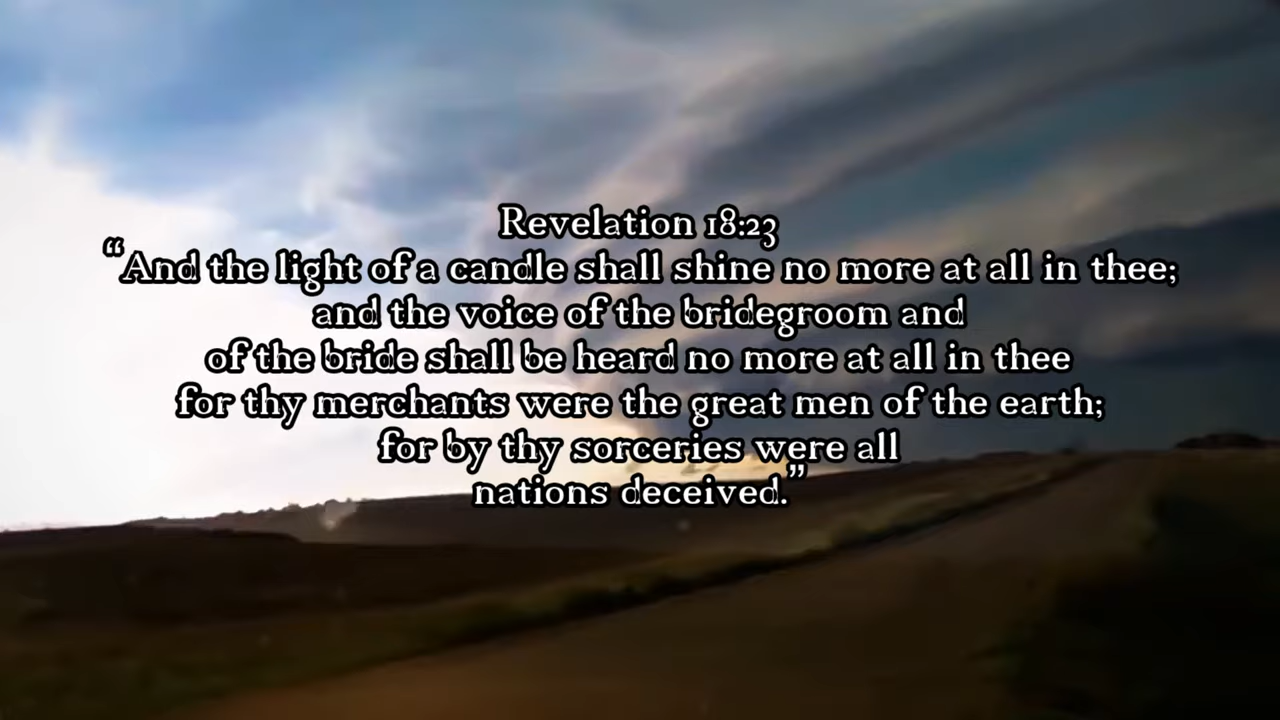 Revelation 18:23
“And the light of a candle shall shine no more at all in thee;
and the voice of the bridegroom and
of the bride shall be heard no more at all in thee
for thy merchants were the great men of the earth;
for by thy sorceries were all
nations deceived.”